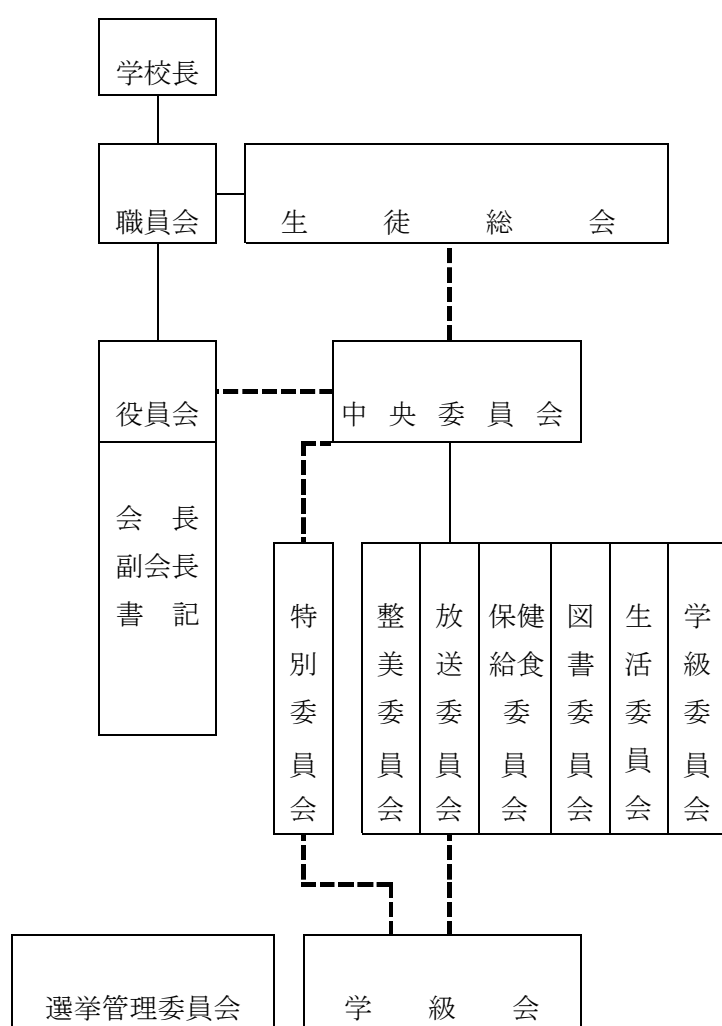 学校長
職員会
生徒総会
役員会
中央委員会
会長
副会長
書記
特別委員会
整美委員会
放送委員会
保健給食委員会
図書委員会
生活委員会
学級委員会
選挙管理委員会
学級会